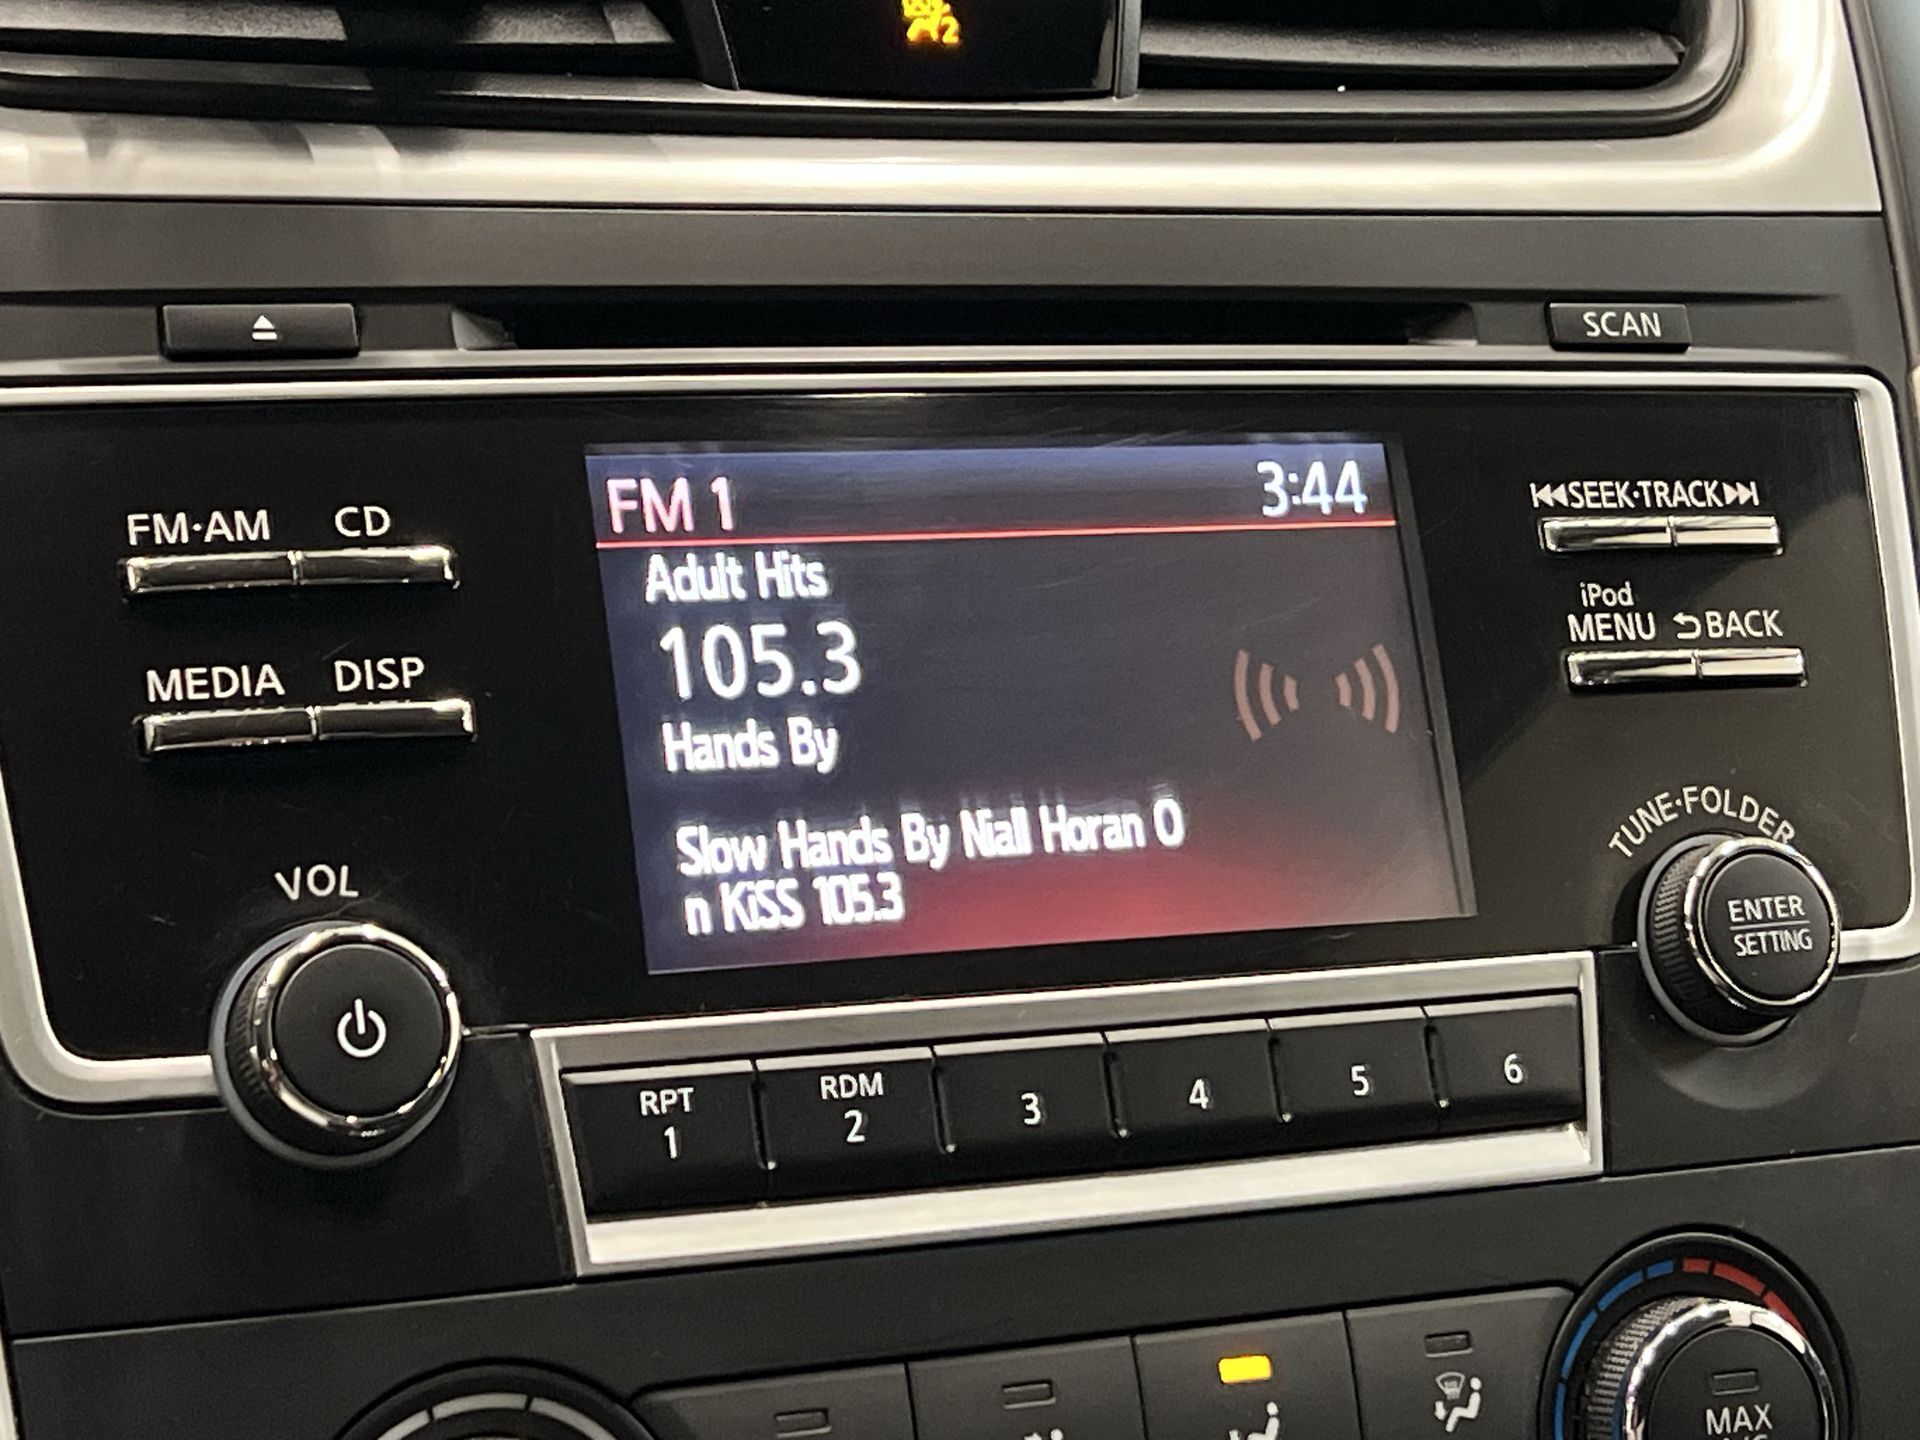 2
SCAN
FM 1 3:44
Adult Hits
105.3
Hands By
Slow Hands By Niall Horan O
n KiSS 105.3
FM·AM CD
MEDIA DISP
VOL
SEEK·TRACK
iPod
MENU BACK
TUNE·FOLDER
ENTER
SETTING
RPT
1
RDM
2
3
4
5
6
MAX